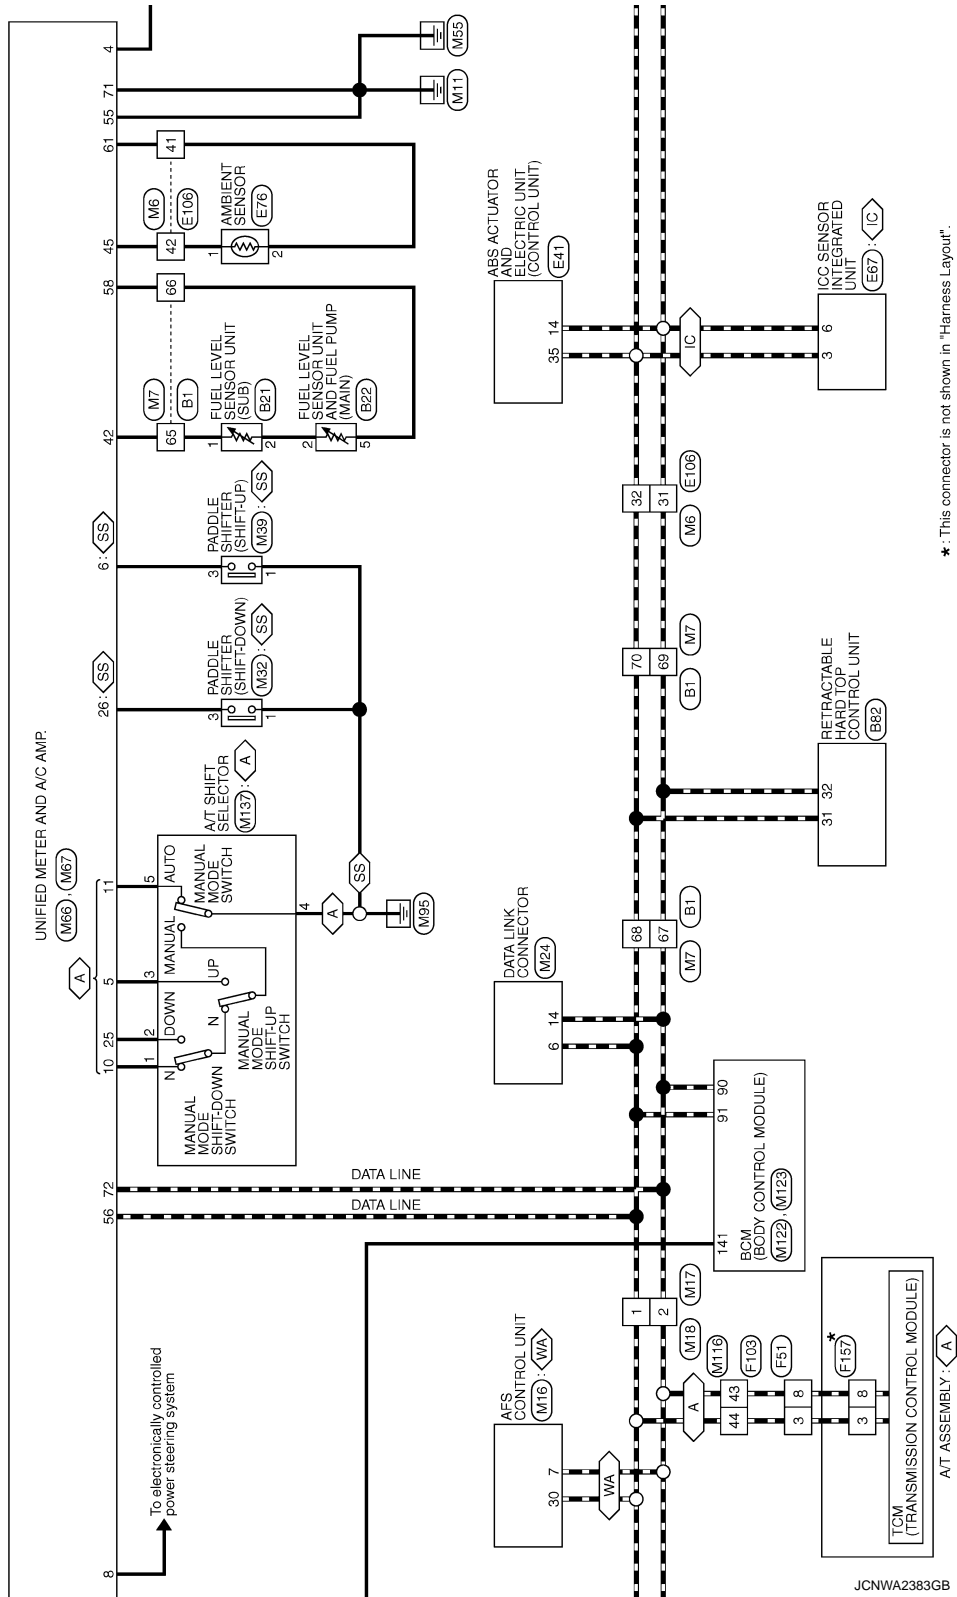 UNIFIED METER AND A/C AMP.
M66 , M67
8
56
72
10
25
5
11
A
26 : SS
6 : SS
42
58
45
61
55
71
4
To electronically controlled
power steering system
DATA LINE
DATA LINE
A/T SHIFT
SELECTOR
M137 : A
1
2
3
5
4
N
DOWN
MANUAL
AUTO
UP
N
MANUAL
MODE
SWITCH
MANUAL
MODE
SHIFT-UP
SWITCH
MANUAL
MODE
SHIFT-DOWN
SWITCH
A
SS
M95
PADDLE
SHIFTER
(SHIFT-DOWN)
M32 : SS
3
1
PADDLE
SHIFTER
(SHIFT-UP)
M39 : SS
3
1
65
66
M7
B1
FUEL LEVEL
SENSOR UNIT
(SUB)
B21
1
2
FUEL LEVEL
SENSOR UNIT
AND FUEL PUMP
(MAIN)
B22
2
5
42
41
M6
E106
AMBIENT
SENSOR
E76
1
2
M11
M55
AFS
CONTROL UNIT
M16 : WA
30
7
WA
DATA LINK
CONNECTOR
M24
6
14
ABS ACTUATOR
AND
ELECTRIC UNIT
(CONTROL UNIT)
E41
35
14
IC
1
2
M18
M17
68
67
M7
B1
70
69
B1
M7
32
31
M6
E106
A
44
43
M116
F103
3
8
F51
3
8
F157
*
TCM
(TRANSMISSION CONTROL MODULE)
A/T ASSEMBLY : A
141
91
90
BCM
(BODY CONTROL MODULE)
M122 , M123
RETRACTABLE
HARD TOP
CONTROL UNIT
B82
31
32
ICC SENSOR
INTEGRATED
UNIT
E67 : IC
3
6
* : This connector is not shown in "Harness Layout".
JCNWA2383GB